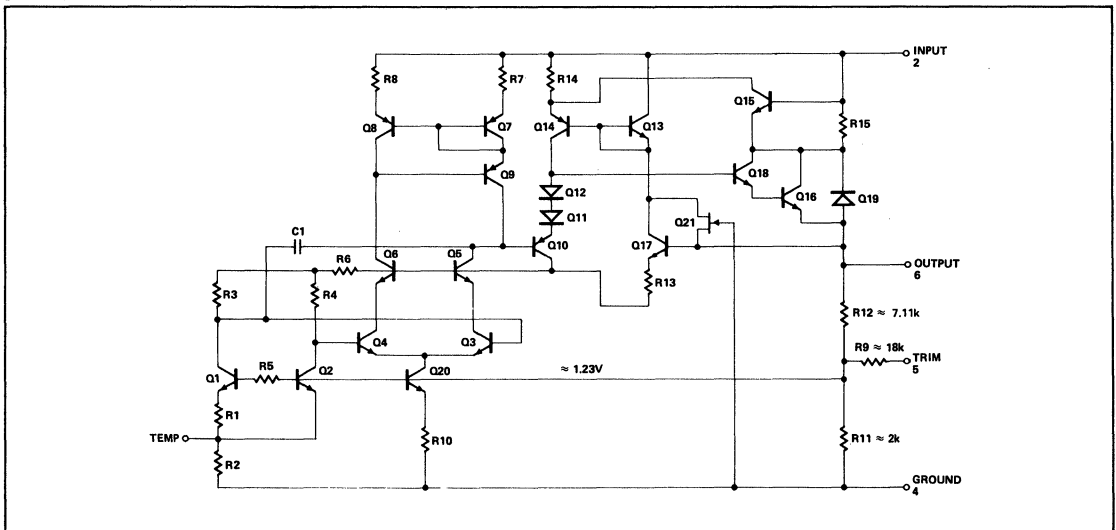 INPUT
2
R8
R7
R14
Q15
Q8
Q7
Q14
Q13
R15
Q9
Q12
Q18
Q16
Q19
Q11
Q21
C1
Q10
Q17
R6
Q6
Q5
OUTPUT
6
R3
R4
R13
R12 ≈ 7.11k
Q4
Q3
R9 ≈ 18k
TRIM
5
Q1
R5
Q2
Q20
≈ 1.23V
R1
TEMP
R2
R10
R11 ≈ 2k
GROUND
4